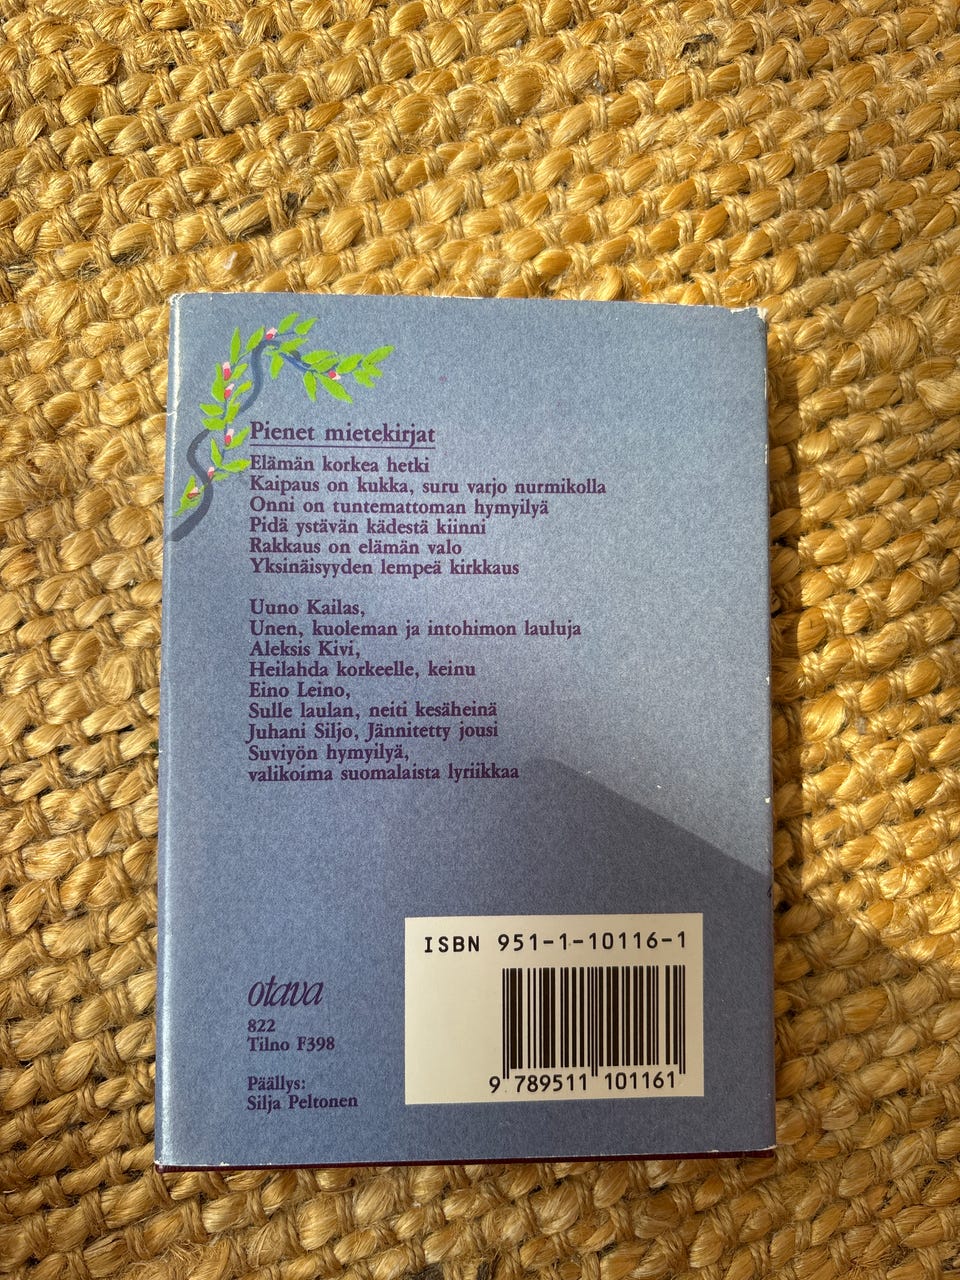 Pienet mietekirjat
Elämän korkea hetki
Kaipaus on kukka, suru varjo nurmikolla
Onni on tuntemattoman hymyilyä
Pidä ystävän kädestä kiinni
Rakkaus on elämän valo
Yksinäisyyden lempeä kirkkaus
Uuno Kailas,
Unen, kuoleman ja intohimon lauluja
Aleksis Kivi,
Heilahda korkeelle, keinu
Eino Leino,
Sulle laulan, neiti kesäheinä
Juhani Siljo, Jännitetty jousi
Suviyön hymyilyä,
valikoima suomalaista lyriikkaa
otava
822
Tilno F398
Päällys:
Silja Peltonen
ISBN 951-1-10116-1
9 789511 101161